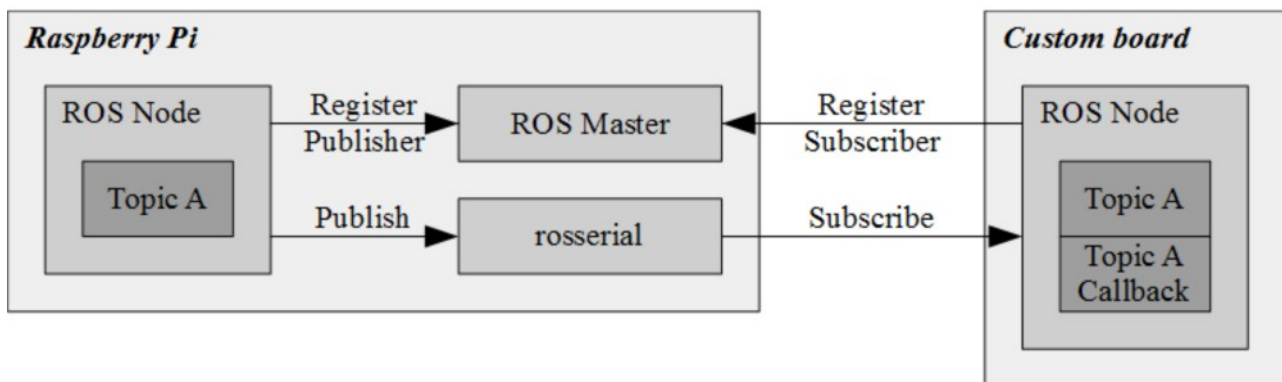 Raspberry Pi
ROS Node
Topic A
Register
Publisher
ROS Master
Publish
rosserial
Register
Subscriber
Subscribe
Custom board
ROS Node
Topic A
Topic A
Callback